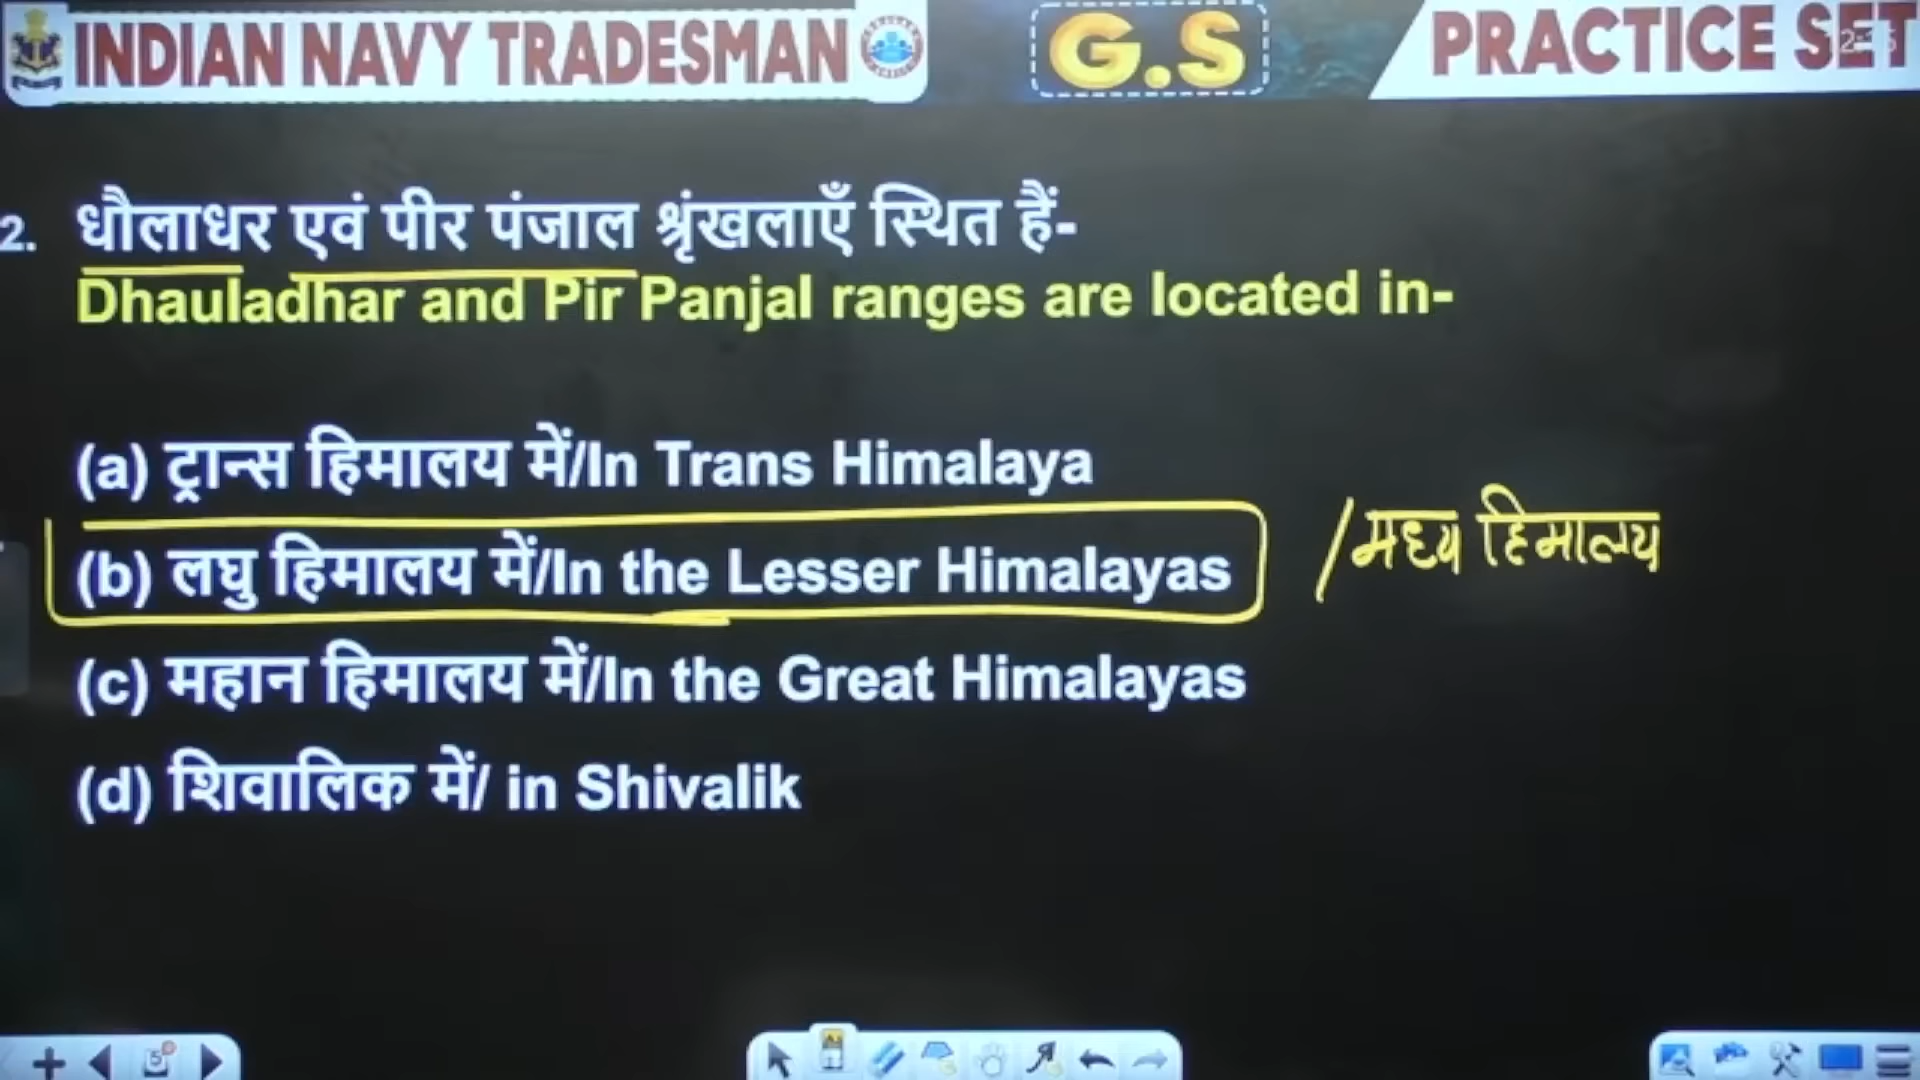 INDIAN NAVY TRADESMAN G.S PRACTICE SET
2. धौलाधर एवं पीर पंजाल श्रृंखलाएँ स्थित हैं-
Dhauladhar and Pir Panjal ranges are located in-
(a) ट्रान्स हिमालय में/In Trans Himalaya
(b) लघु हिमालय में/In the Lesser Himalayas /मध्य हिमालय
(c) महान हिमालय में/In the Great Himalayas
(d) शिवालिक में/ in Shivalik
5